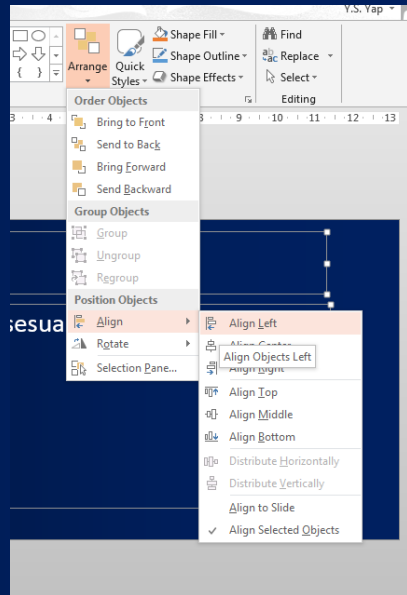 Y.S. Yap
Arrange
Quick
Styles
Shape Fill
Shape Outline
Shape Effects
Find
Replace
Select
Editing
Order Objects
Bring to Front
Send to Back
Bring Forward
Send Backward
Group Objects
Group
Ungroup
Regroup
Position Objects
Align
Rotate
Selection Pane...
3 4 8 9 10 11 12 13
sesua
Align Left
Align Center
Align Objects Left
Align Right
Align Top
Align Middle
Align Bottom
Distribute Horizontally
Distribute Vertically
Align to Slide
Align Selected Objects